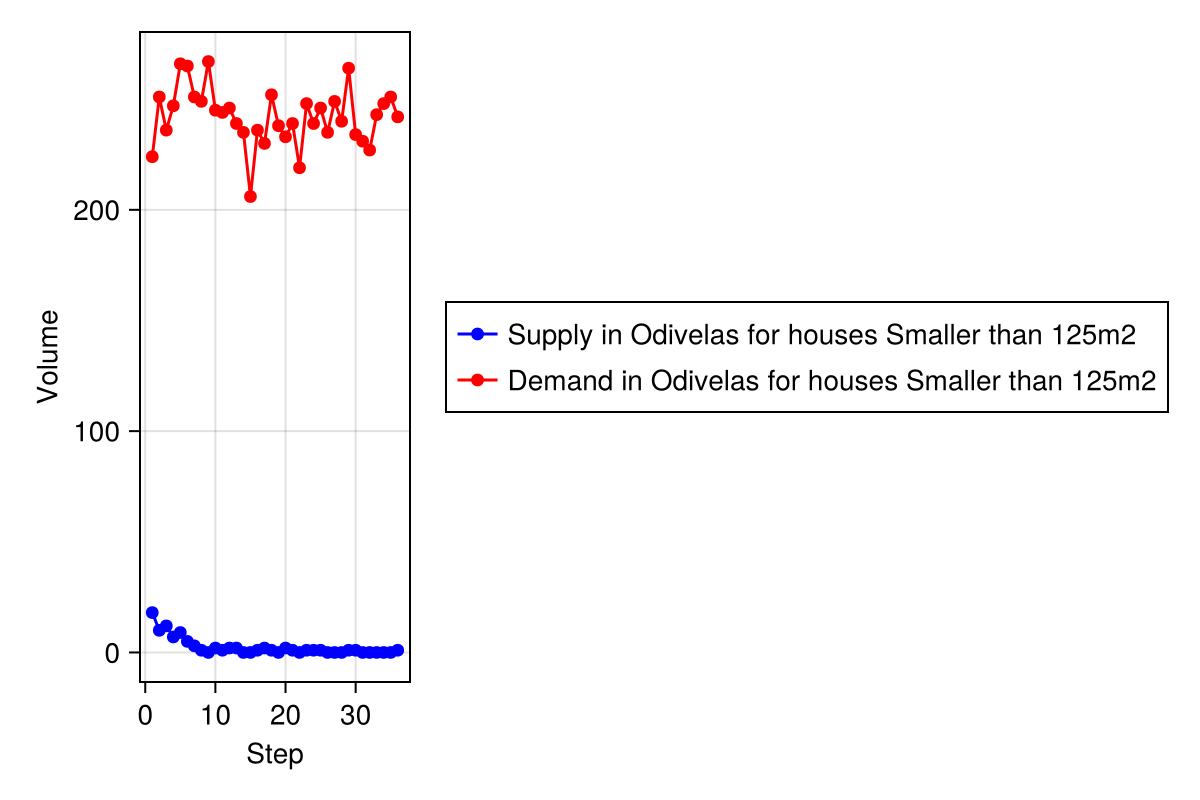 Volume
200
100
0
0 10 20 30
Step
Supply in Odivelas for houses Smaller than 125m2
Demand in Odivelas for houses Smaller than 125m2